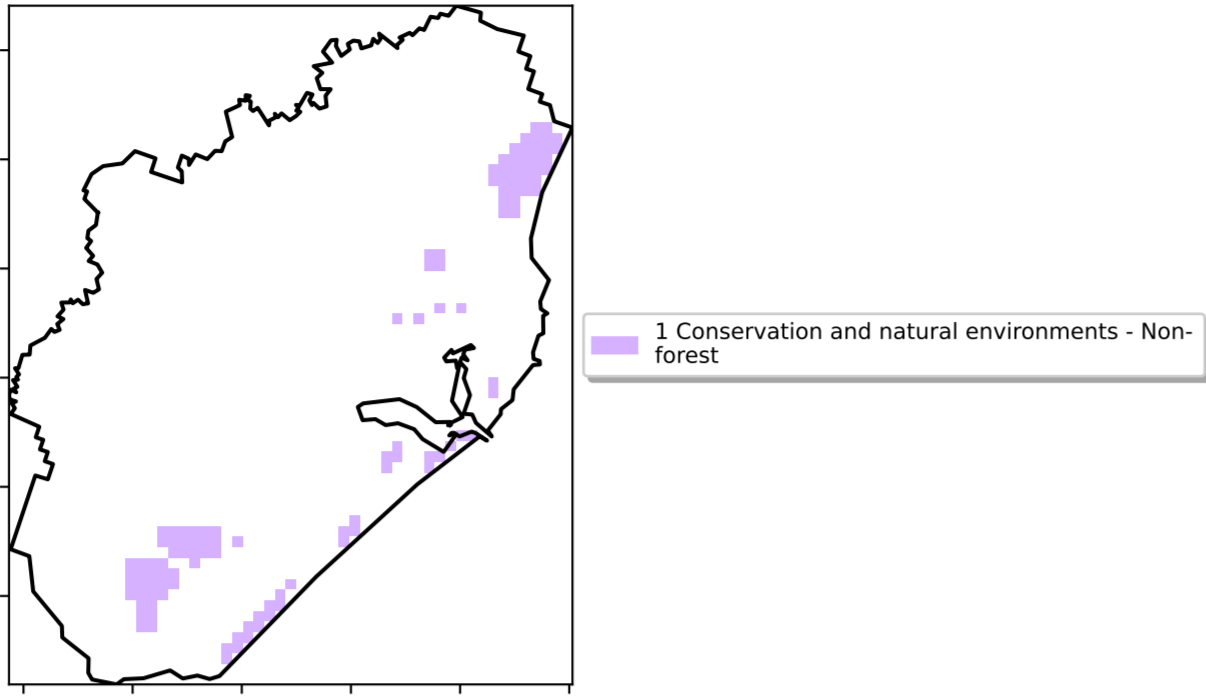 1 Conservation and natural environments - Non-
forest